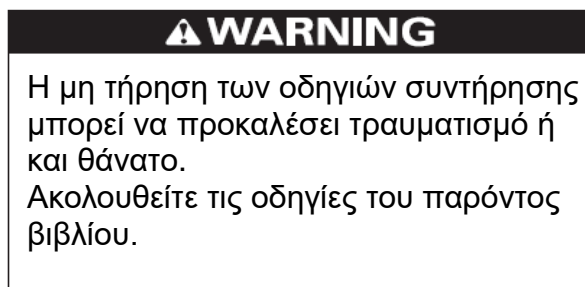 WARNING
Η μη τήρηση των οδηγιών συντήρησης
μπορεί να προκαλέσει τραυματισμό ή
και θάνατο.
Ακολουθείτε τις οδηγίες του παρόντος
βιβλίου.